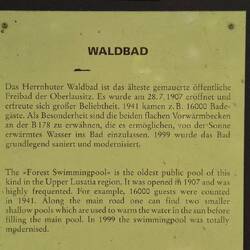 WALDBAD
Das Herrnhuter Waldbad ist das älteste gemauerte öffentliche
Freibad der Oberlausitz. Es wurde am 28.7.1907 eröffnet und
erfreute sich großer Beliebtheit. 1941 kamen z. B. 16000 Bade-
gäste. Als Besonderheit sind die beiden flachen Vorwärmbecken
an der B 178 zu erwähnen, die es ermöglichen, von der Sonne
erwärmtes Wasser ins Bad einzulassen. 1999 wurde das Bad
grundlegend saniert und modernisiert.
The »Forest Swimmingpool« is the oldest public pool of this
kind in the Upper Lusatia region. It was opened in 1907 and was
highly frequented. For example, 16000 guests were counted
in 1941. Along the main road one can find two smaller
shallow pools which are used to warm the water in the sun before
filling the main pool. In 1999 the swimmingpool was totally
modernised.